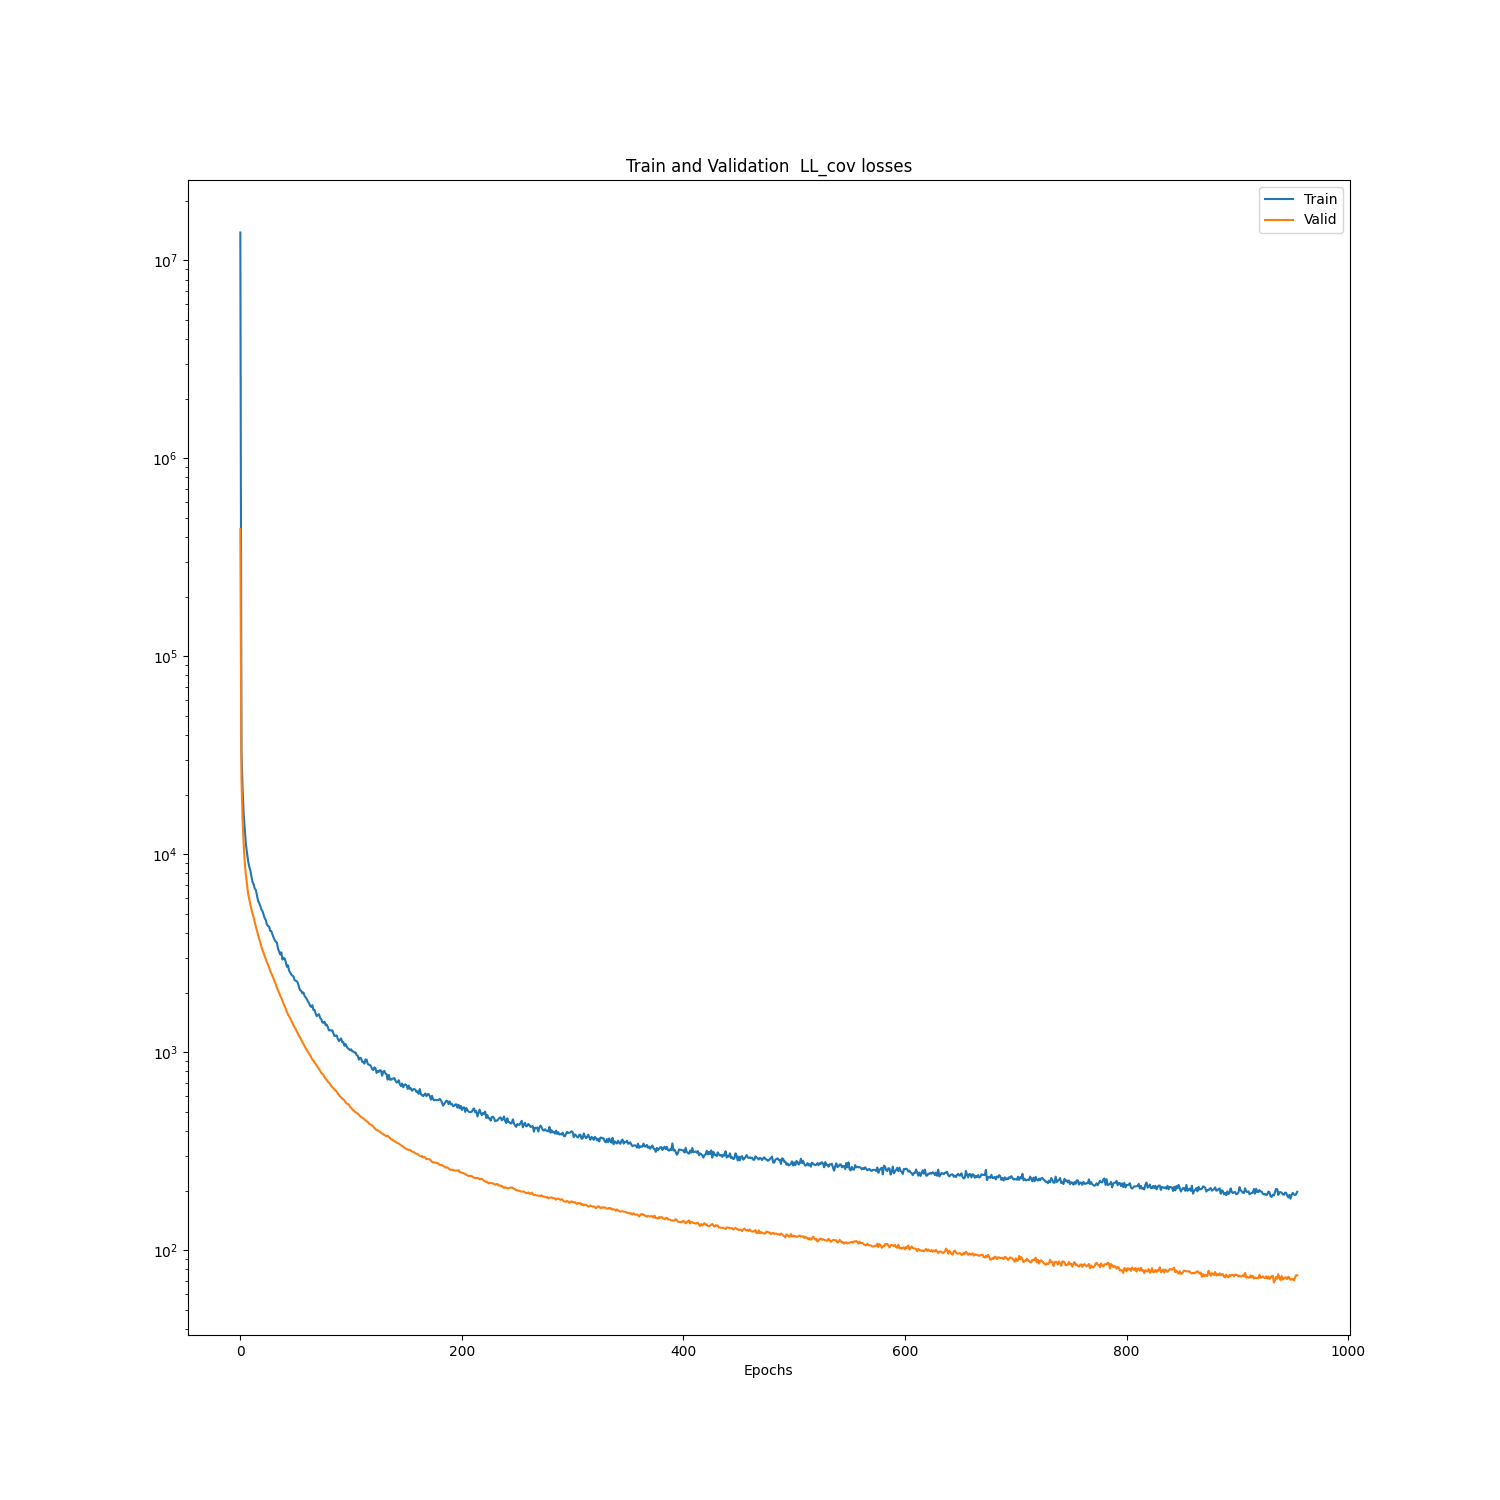 Train and Validation  LL_cov losses
Train
Valid
10⁷
10⁶
10⁵
10⁴
10³
10²
0 200 400 600 800 1000
Epochs